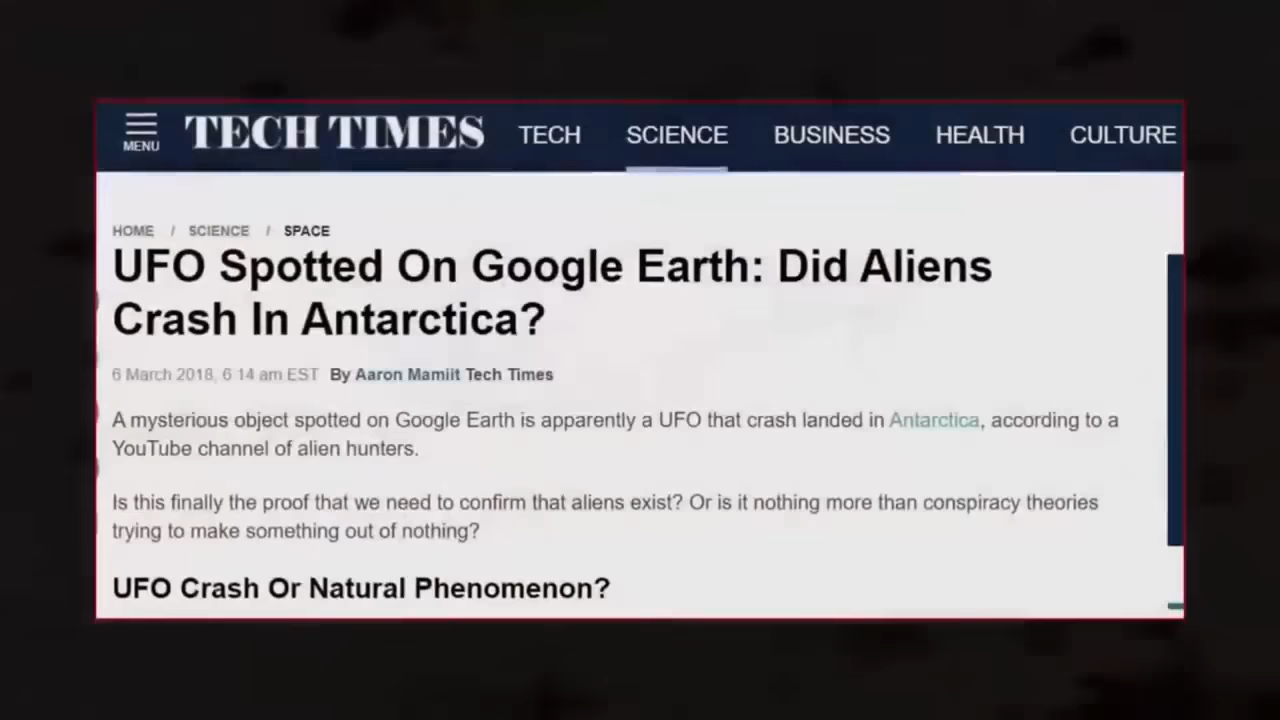 MENU
TECH TIMES
TECH
SCIENCE
BUSINESS
HEALTH
CULTURE
HOME / SCIENCE / SPACE
UFO Spotted On Google Earth: Did Aliens
Crash In Antarctica?
6 March 2018, 6:14 am EST By Aaron Mamiit Tech Times
A mysterious object spotted on Google Earth is apparently a UFO that crash landed in Antarctica, according to a
YouTube channel of alien hunters.
Is this finally the proof that we need to confirm that aliens exist? Or is it nothing more than conspiracy theories
trying to make something out of nothing?
UFO Crash Or Natural Phenomenon?